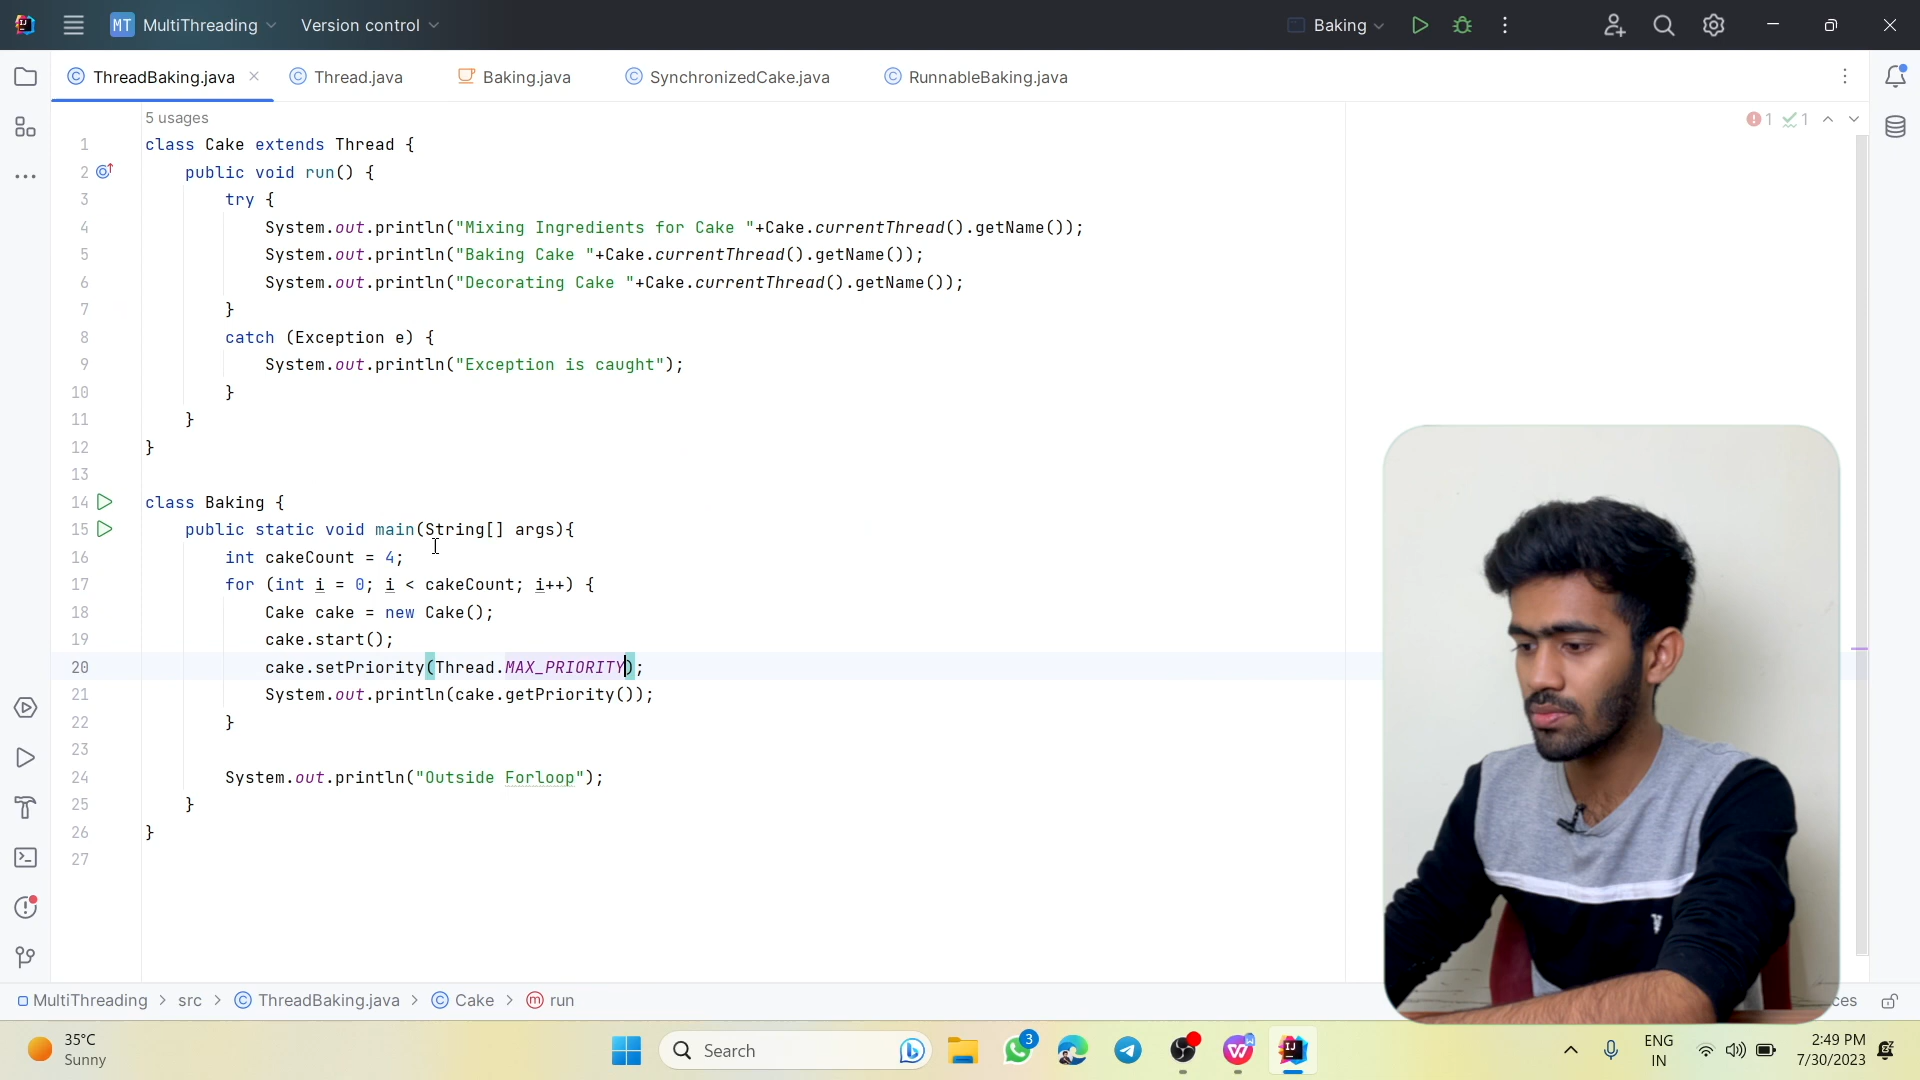 MT MultiThreading Version control Baking
ThreadBaking.java Thread.java Baking.java SynchronizedCake.java RunnableBaking.java
5 usages 1 1
1 class Cake extends Thread {
2 public void run() {
3 try {
4 System.out.println("Mixing Ingredients for Cake "+Cake.currentThread().getName());
5 System.out.println("Baking Cake "+Cake.currentThread().getName());
6 System.out.println("Decorating Cake "+Cake.currentThread().getName());
7 }
8 catch (Exception e) {
9 System.out.println("Exception is caught");
10 }
11 }
12 }
13
14 class Baking {
15 public static void main(String[] args){
16 int cakeCount = 4;
17 for (int i = 0; i < cakeCount; i++) {
18 Cake cake = new Cake();
19 cake.start();
20 cake.setPriority(Thread.MAX_PRIORITY);
21 System.out.println(cake.getPriority());
22 }
23
24 System.out.println("Outside Forloop");
25 }
26 }
27
MultiThreading > src > ThreadBaking.java > Cake > run
35°C
Sunny
Search
3
ENG
IN
2:49 PM
7/30/2023